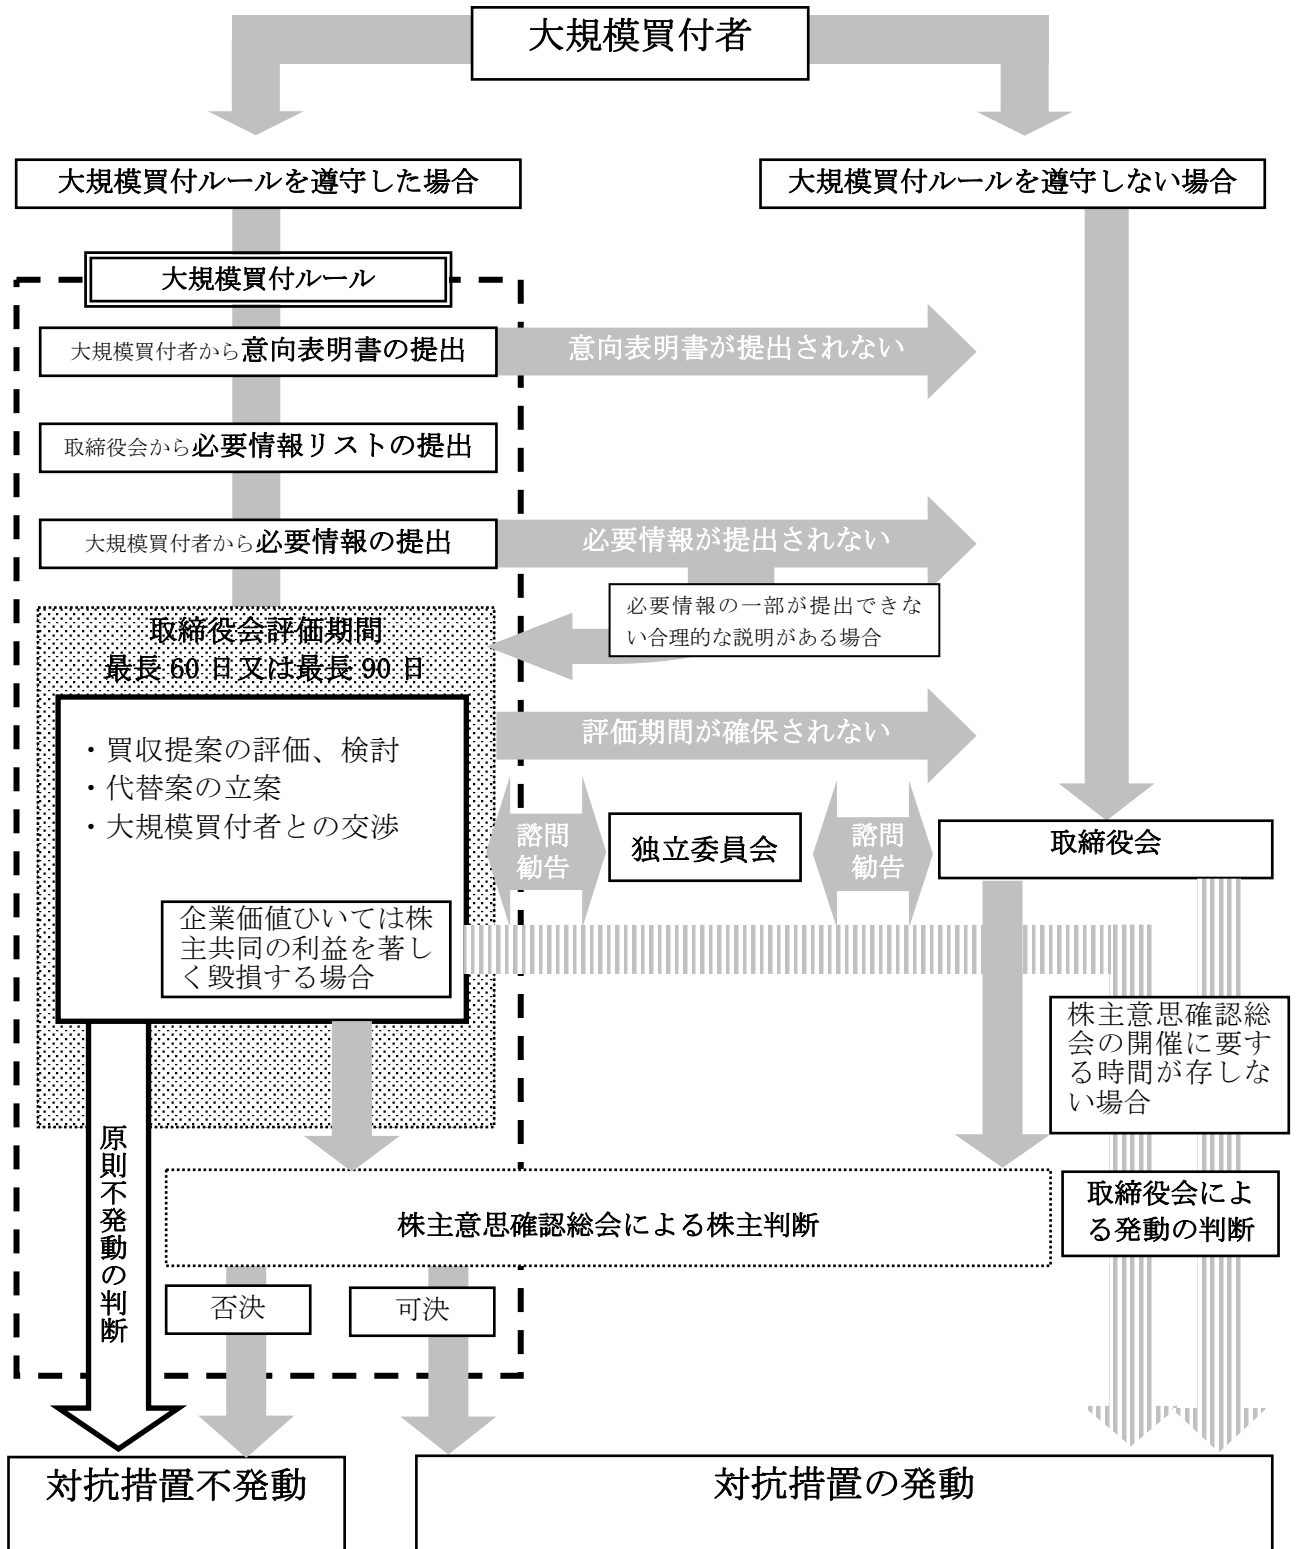 大規模買付者
大規模買付ルールを遵守した場合
大規模買付ルールを遵守しない場合
大規模買付ルール
大規模買付者から意向表明書の提出
意向表明書が提出されない
取締役会から必要情報リストの提出
大規模買付者から必要情報の提出
必要情報が提出されない
必要情報の一部が提出できな
い合理的な説明がある場合
取締役会評価期間
最長 60 日又は最長 90 日
評価期間が確保されない
・買収提案の評価、検討
・代替案の立案
・大規模買付者との交渉
諮問
勧告
独立委員会
諮問
勧告
取締役会
企業価値ひいては株
主共同の利益を著し
く毀損する場合
株主意思確認総
会の開催に要す
る時間が存しな
い場合
原則不発動の判断
株主意思確認総会による株主判断
取締役会によ
る発動の判断
否決
可決
対抗措置不発動
対抗措置の発動